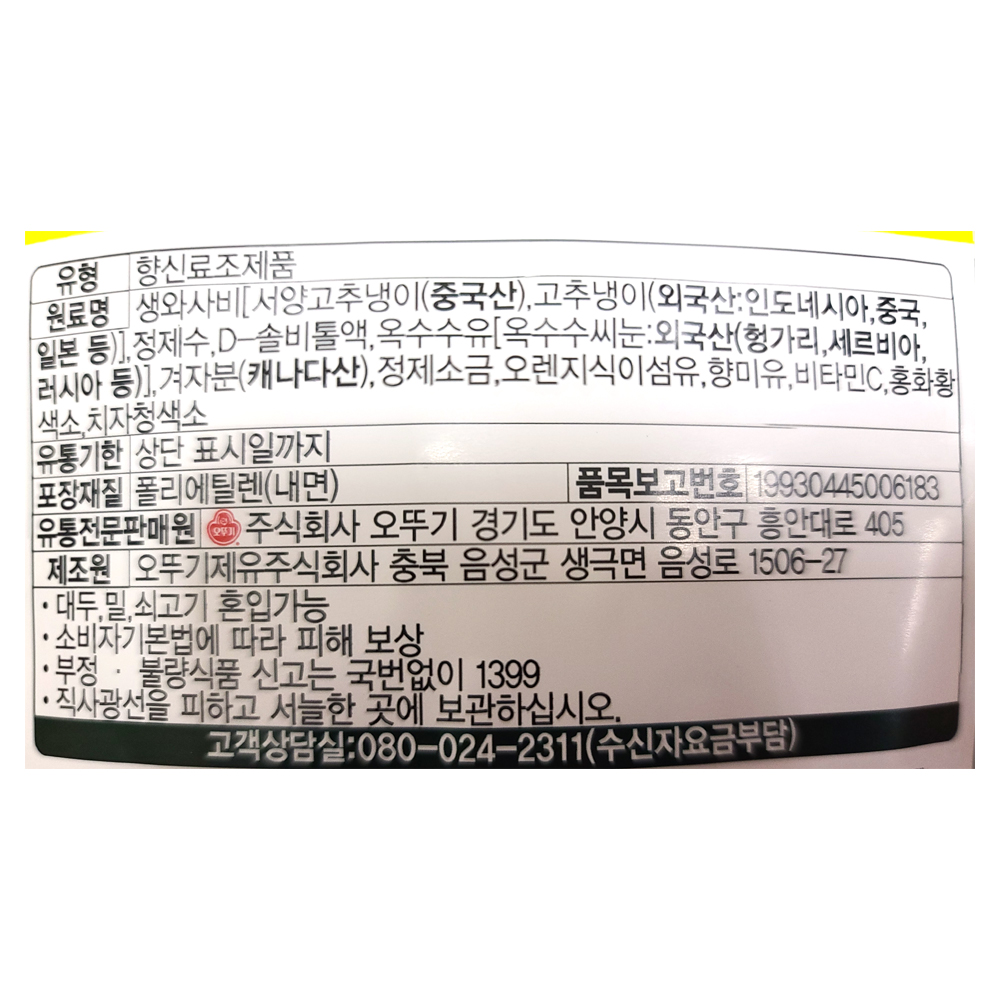 유형 향신료조제품
원료명 생와사비[서양고추냉이(중국산),고추냉이(외국산:인도네시아,중국,
일본 등)],정제수,D-솔비톨액,옥수수유[옥수수씨눈:외국산(헝가리,세르비아,
러시아 등)],겨자분(캐나다산),정제소금,오렌지식이섬유,향미유,비타민C,홍화황
색소,치자청색소
유통기한 상단 표시일까지
포장재질 폴리에틸렌(내면) 품목보고번호 19930445006183
유통전문판매원 오뚜기 주식회사 오뚜기 경기도 안양시 동안구 흥안대로 405
제조원 오뚜기제유주식회사 충북 음성군 생극면 음성로 1506-27
·대두,밀,쇠고기 혼입가능
·소비자기본법에 따라 피해 보상
·부정 · 불량식품 신고는 국번없이 1399
·직사광선을 피하고 서늘한 곳에 보관하십시오.
고객상담실:080-024-2311(수신자요금부담)